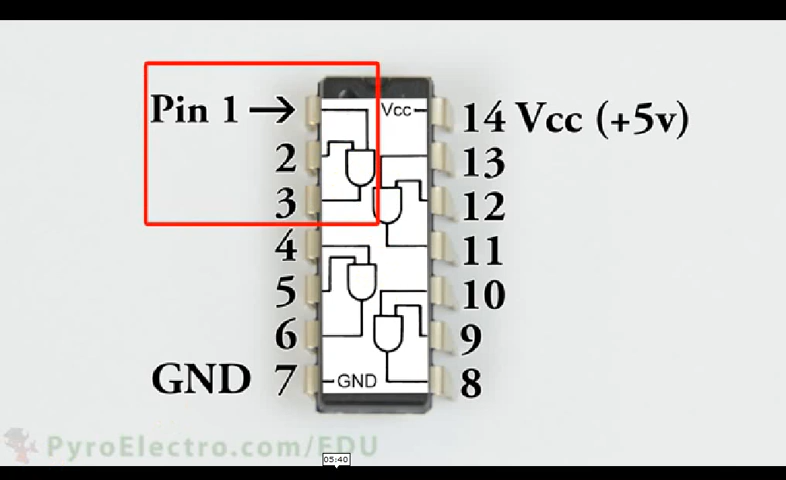 Pin 1 →
2
3
4
5
6
GND 7
Vcc
GND
14 Vcc (+5v)
13
12
11
10
9
8
PyroElectro.com/EDU
05:40